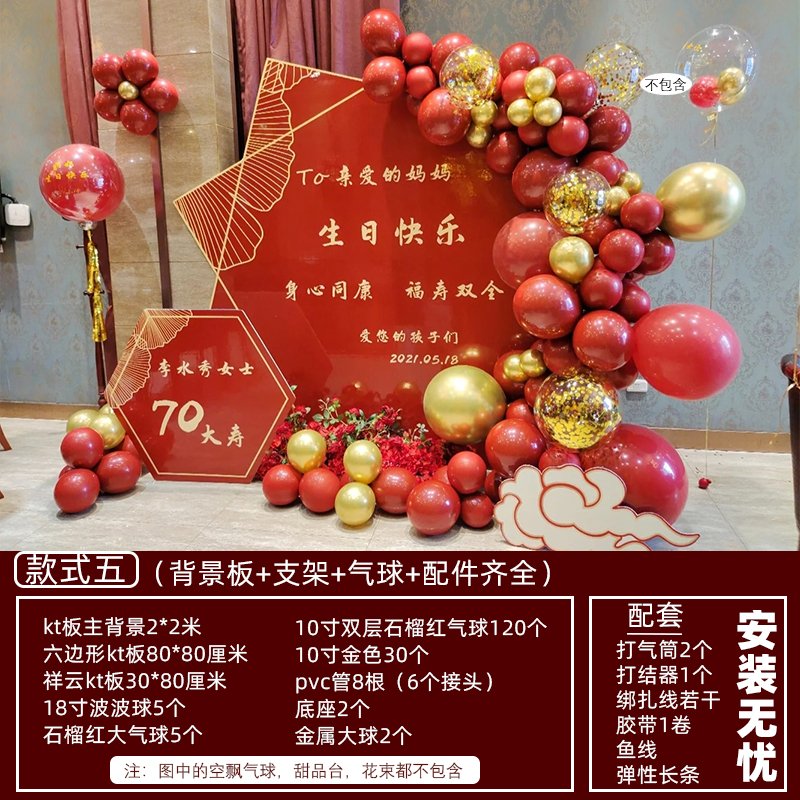 不包含
生日快乐
To 亲爱的妈妈
生日快乐
身心同康 福寿双全
爱您的孩子们
2021.05.18
李水秀女士
70大寿
款式五（背景板+支架+气球+配件齐全）
kt板主背景2*2米
六边形kt板80*80厘米
祥云kt板30*80厘米
18寸波波球5个
石榴红大气球5个
10寸双层石榴红气球120个
10寸金色30个
pvc管8根（6个接头）
底座2个
金属大球2个
注：图中的空飘气球，甜品台，花束都不包含
配套
打气筒2个
打结器1个
绑扎线若干
胶带1卷
鱼线
弹性长条
安装无忧